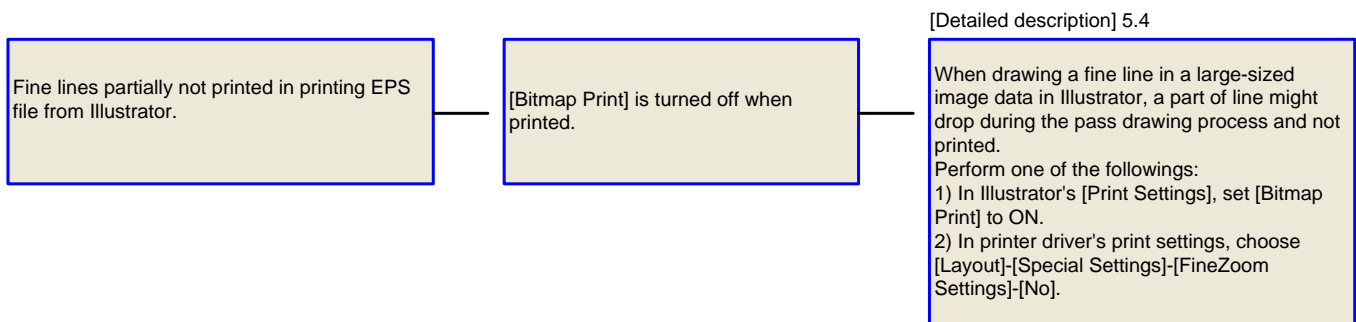 [Detailed description] 5.4
Fine lines partially not printed in printing EPS
file from Illustrator.
[Bitmap Print] is turned off when
printed.
When drawing a fine line in a large-sized
image data in Illustrator, a part of line might
drop during the pass drawing process and not
printed.
Perform one of the followings:
1) In Illustrator's [Print Settings], set [Bitmap
Print] to ON.
2) In printer driver's print settings, choose
[Layout]-[Special Settings]-[FineZoom
Settings]-[No].